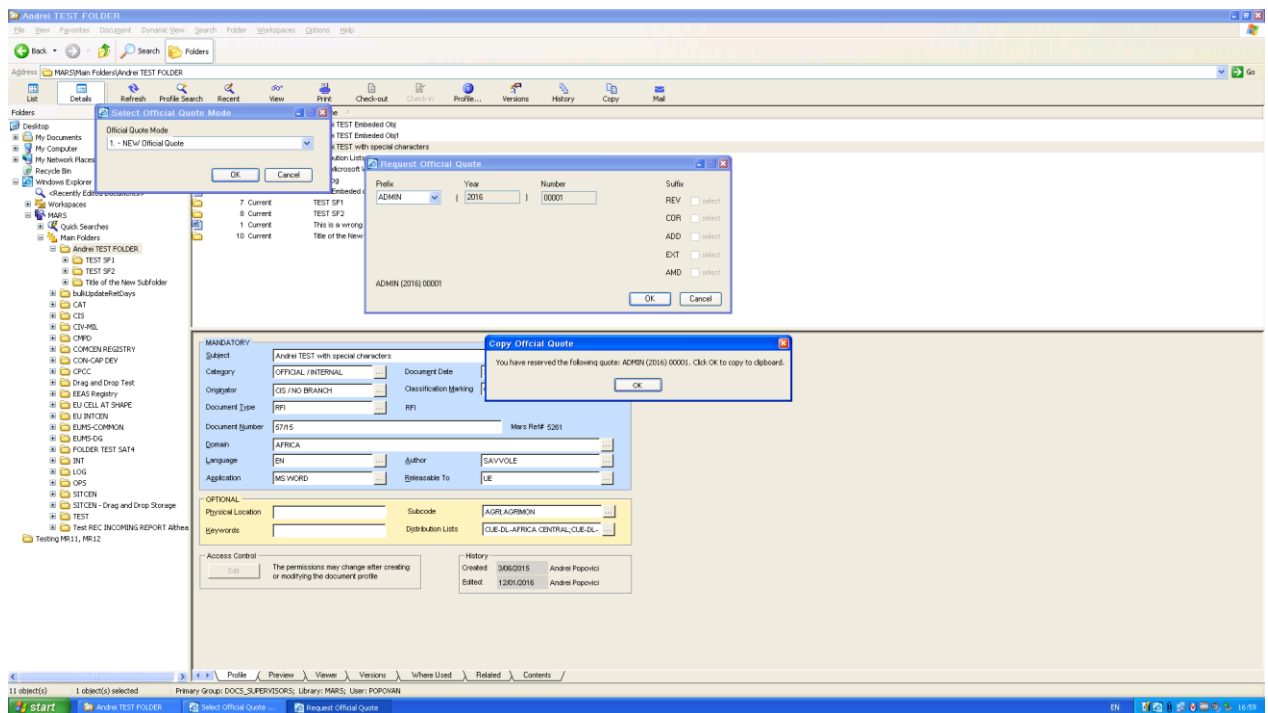 Andrei TEST FOLDER
File View Favorites Document Dynamic View Search Folder Workspaces Options Help
Back Search Folders
Address MARS\Main Folders\Andrei TEST FOLDER Go
List Details Refresh Profile Search Recent View Print Check-out Check-in Profile... Versions History Copy Mail
Folders
Desktop
My Documents
My Computer
My Network Places
Recycle Bin
Windows Explorer
<Recently Edited Documents>
Workspaces
MARS
Quick Searches
Main Folders
Andrei TEST FOLDER
TEST SF1
TEST SF2
Title of the New Subfolder
bulkUpdateRetDays
CAT
CIS
CIV-MIL
CMPD
COMCEN REGISTRY
CON-CAP DEV
CPCC
Drag and Drop Test
EEAS Registry
EU CELL AT SHAPE
EU INTCEN
EUMS-COMMON
EUMS-DG
FOLDER TEST SAT4
INT
LOG
OPS
SITCEN
SITCEN - Drag and Drop Storage
TEST
Test REC INCOMING REPORT Althea
Testing MR11, MR12
Select Official Quote Mode
Official Quote Mode
1. - NEW Official Quote
OK Cancel
TEST Embeded Obj
TEST Embeded Obj1
TEST with special characters
7 Current TEST SF1
8 Current TEST SF2
1 Current This is a wrong
10 Current Title of the New
Request Official Quote
Prefix Year Number Suffix
ADMIN ( 2016 ) 00001
REV select
COR select
ADD select
EXT select
AMD select
ADMIN (2016) 00001
OK Cancel
Copy Offcial Quote
You have reserved the following quote: ADMIN (2016) 00001. Click OK to copy to clipboard.
OK
MANDATORY
Subject Andrei TEST with special characters
Category OFFICIAL / INTERNAL ... Document Date
Originator CIS / NO BRANCH ... Classification Marking
Document Type RFI ... RFI
Document Number 57/15 Mars Ref# 5261
Domain AFRICA ...
Language EN ... Author SAVVOLE ...
Application MS WORD ... Releasable To UE ...
OPTIONAL
Physical Location Subcode AGRI;AGRIMON ...
Keywords Distribution Lists CUE-DL-AFRICA CENTRAL;CUE-DL- ...
Access Control
Edit The permissions may change after creating
or modifying the document profile
History
Created: 3/06/2015 Andrei Popovici
Edited: 12/01/2016 Andrei Popovici
Profile Preview Viewer Versions Where Used Related Contents
11 object(s) 1 object(s) selected Primary Group: DOCS_SUPERVISORS; Library: MARS; User: POPOVAN
start Andrei TEST FOLDER Select Official Quote ... Request Official Quote EN 16:59